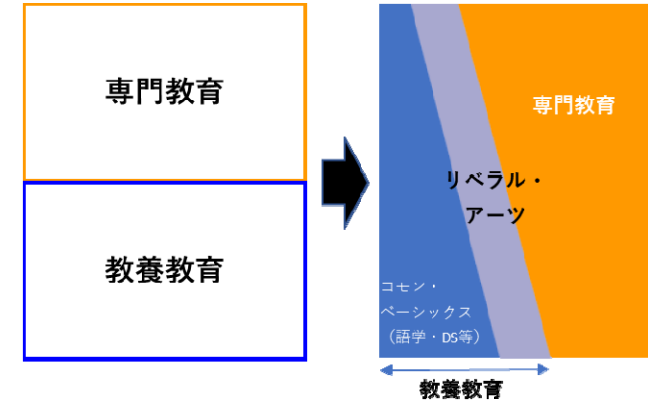 専門教育
教養教育
専門教育
リベラル・
アーツ
コモン・
ベーシックス
（語学・DS等）
教養教育